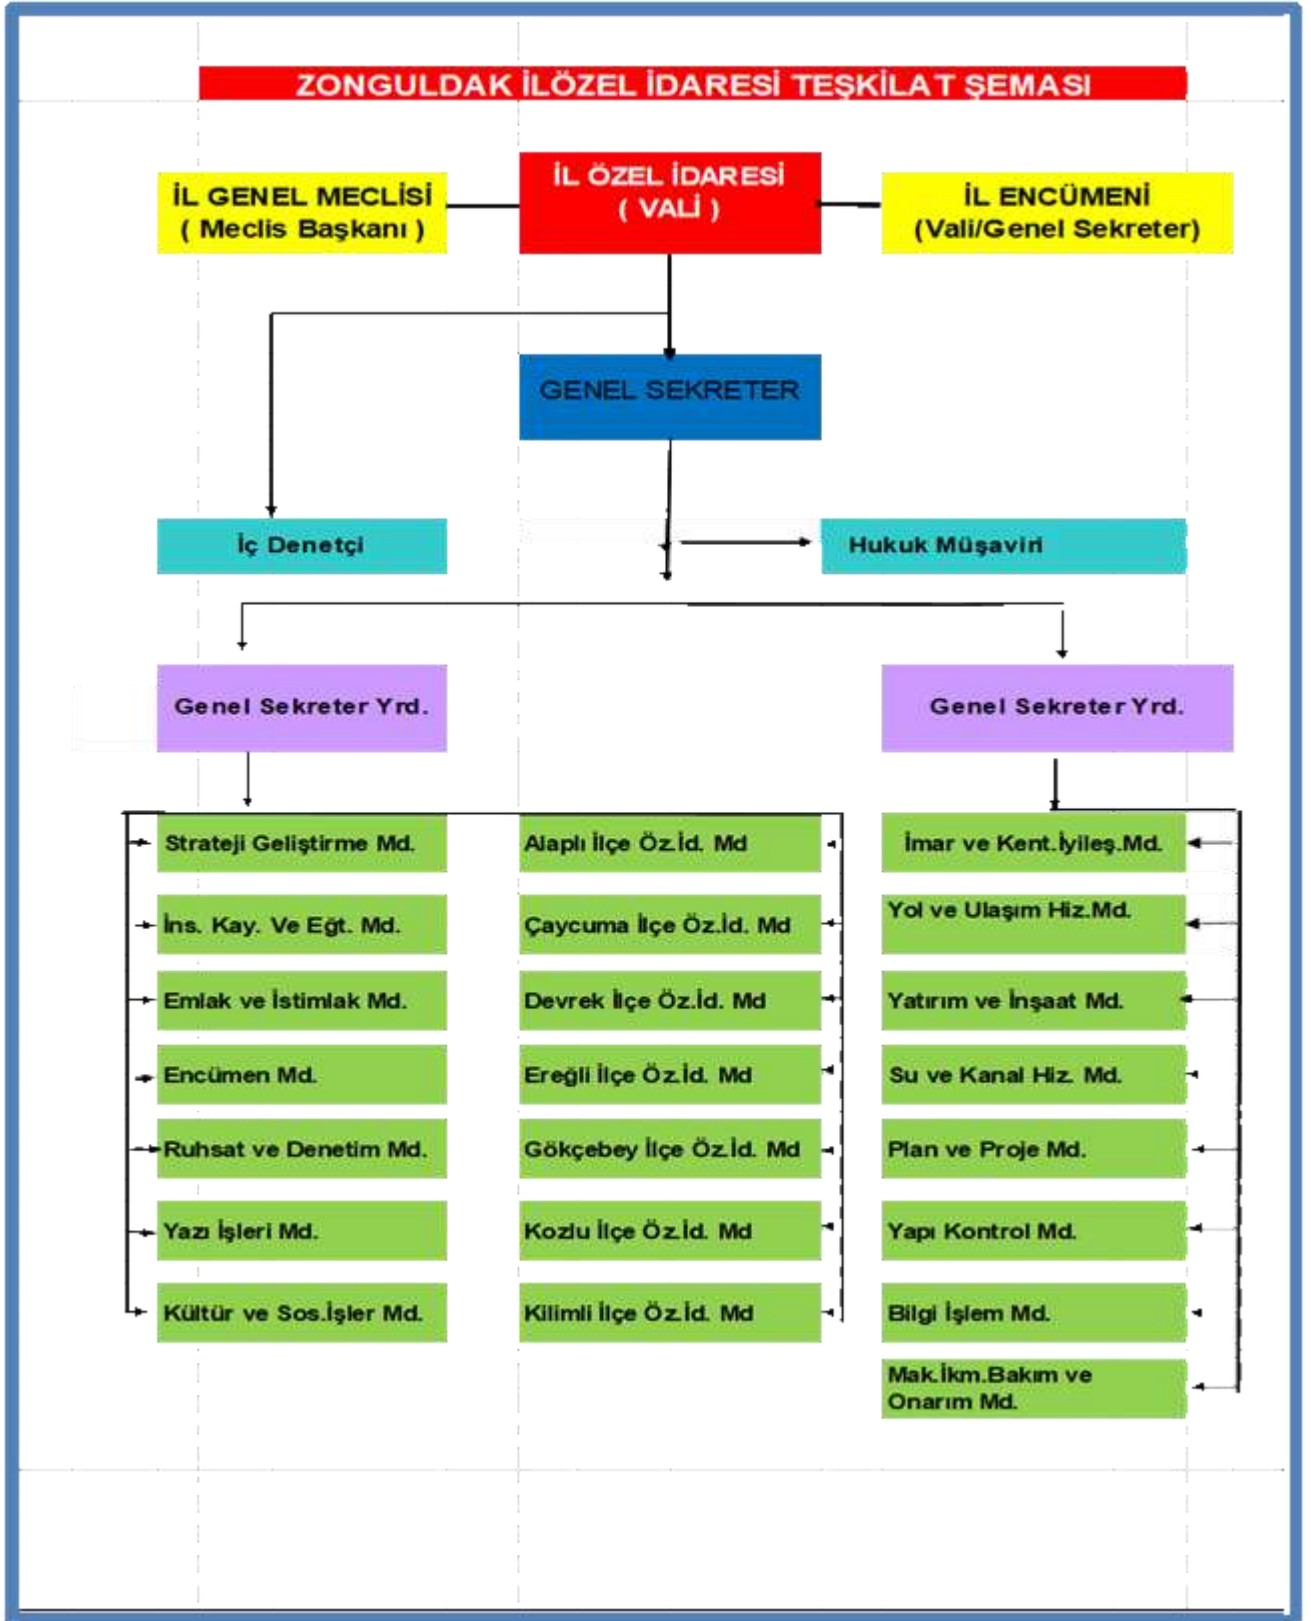 ZONGULDAK İLÖZEL İDARESİ TEŞKİLAT ŞEMASI
İL GENEL MECLİSİ
( Meclis Başkanı )
İL ÖZEL İDARESİ
( VALİ )
İL ENCÜMENİ
(Vali/Genel Sekreter)
GENEL SEKRETER
İç Denetçi
Hukuk Müşaviri
Genel Sekreter Yrd.
Genel Sekreter Yrd.
Strateji Geliştirme Md.
Alaplı İlçe Öz.İd. Md
İmar ve Kent.İyileş.Md.
İns. Kay. Ve Eğt. Md.
Çaycuma İlçe Öz.İd. Md
Yol ve Ulaşım Hiz.Md.
Emlak ve İstimlak Md.
Devrek İlçe Öz.İd. Md
Yatırım ve İnşaat Md.
Encümen Md.
Ereğli İlçe Öz.İd. Md
Su ve Kanal Hiz. Md.
Ruhsat ve Denetim Md.
Gökçebey İlçe Öz.İd. Md
Plan ve Proje Md.
Yazı İşleri Md.
Kozlu İlçe Öz.İd. Md
Yapı Kontrol Md.
Kültür ve Sos.İşler Md.
Kilimli İlçe Öz.İd. Md
Bilgi İşlem Md.
Mak.İkm.Bakım ve
Onarım Md.